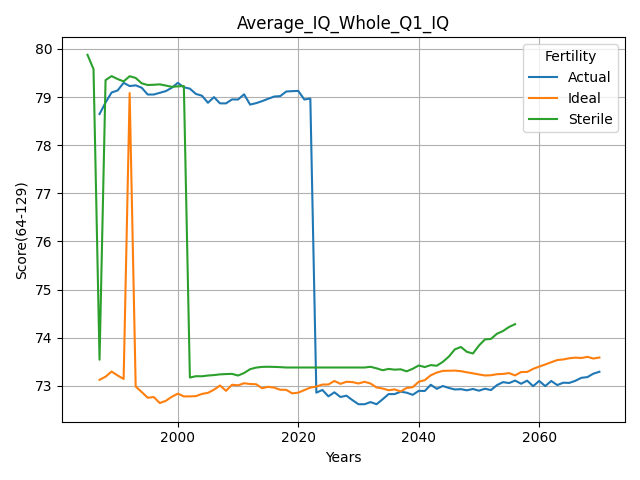 Average_IQ_Whole_Q1_IQ
Fertility
Actual
Ideal
Sterile
Score(64-129)
80
79
78
77
76
75
74
73
2000
2020
2040
2060
Years